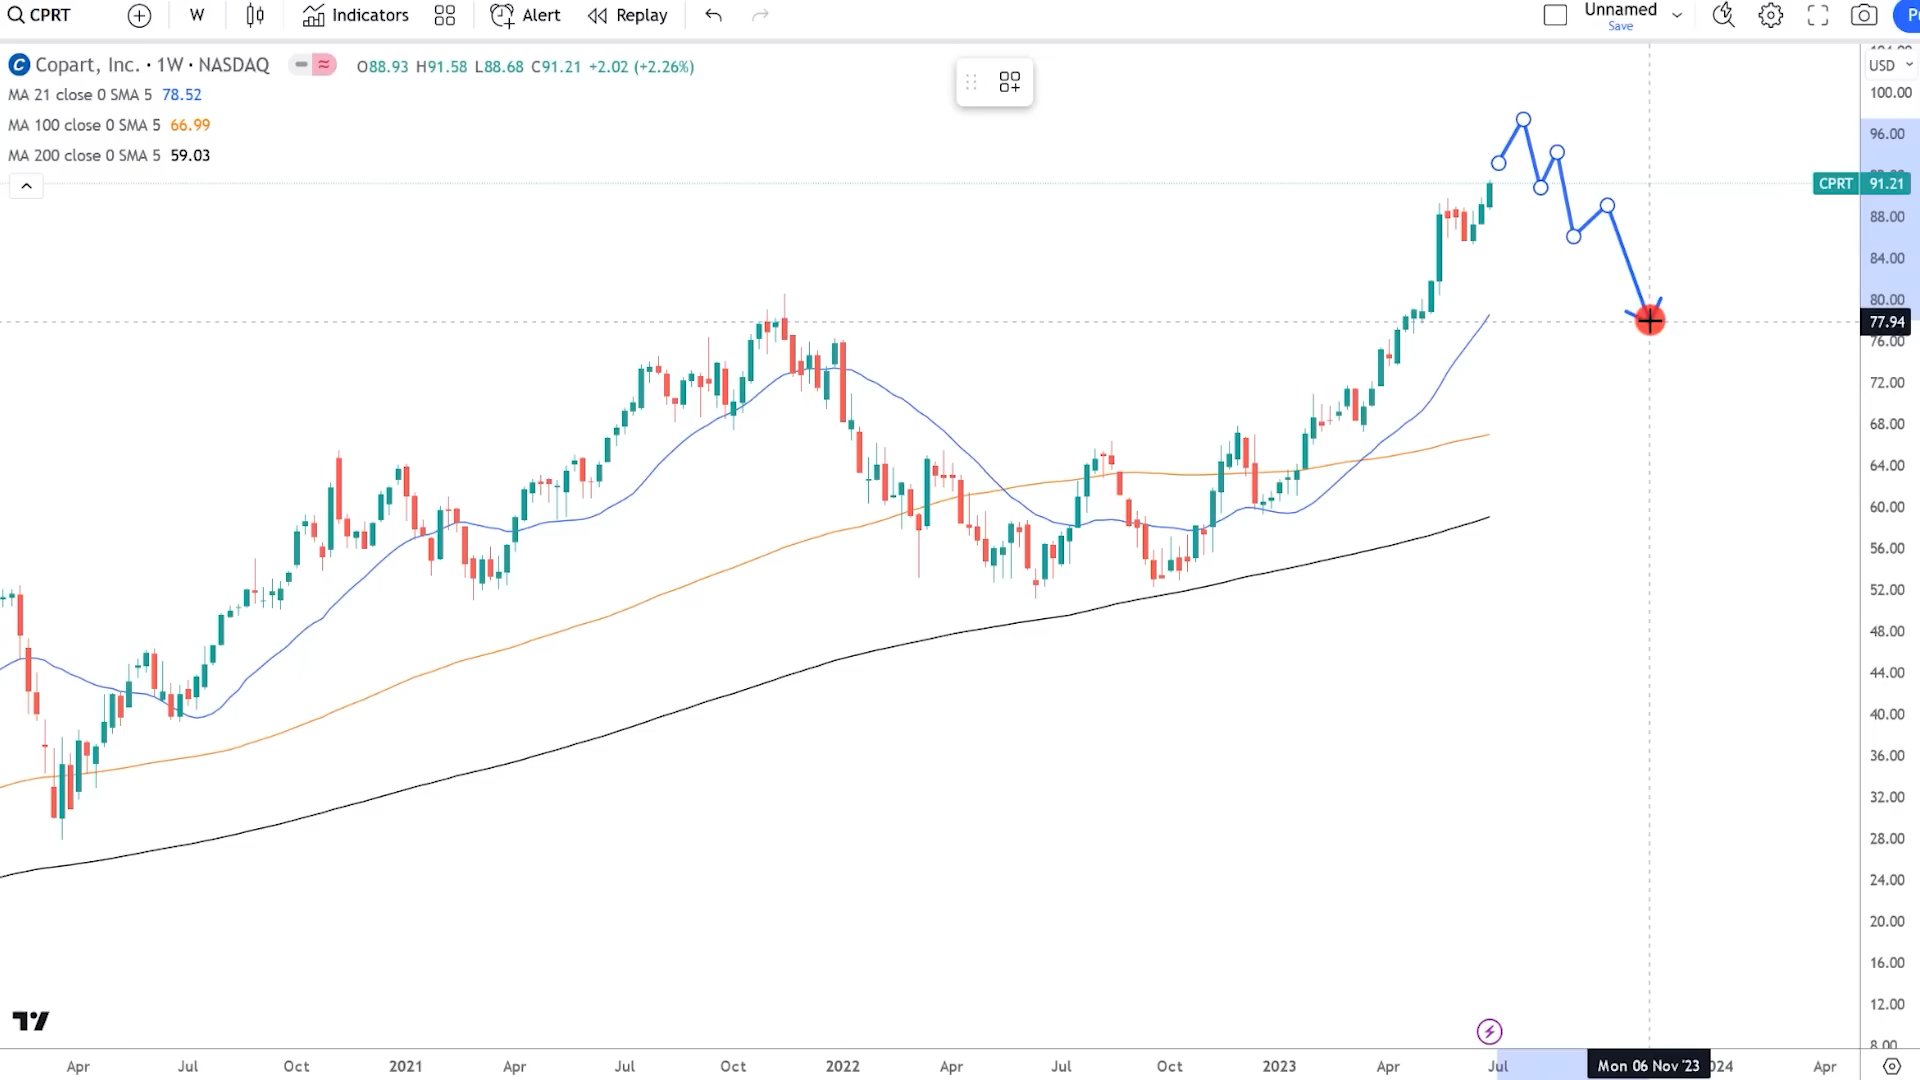 CPRT W Indicators Alert Replay Unnamed
Save
Copart, Inc. · 1W · NASDAQ O88.93 H91.58 L88.68 C91.21 +2.02 (+2.26%)
MA 21 close 0 SMA 5 78.52
MA 100 close 0 SMA 5 66.99
MA 200 close 0 SMA 5 59.03
USD
100.00
96.00
CPRT 91.21
88.00
84.00
80.00
77.94
76.00
72.00
68.00
64.00
60.00
56.00
52.00
48.00
44.00
40.00
36.00
32.00
28.00
24.00
20.00
16.00
12.00
8.00
Apr Jul Oct 2021 Apr Jul Oct 2022 Apr Jul Oct 2023 Apr Jul Mon 06 Nov '23 Apr